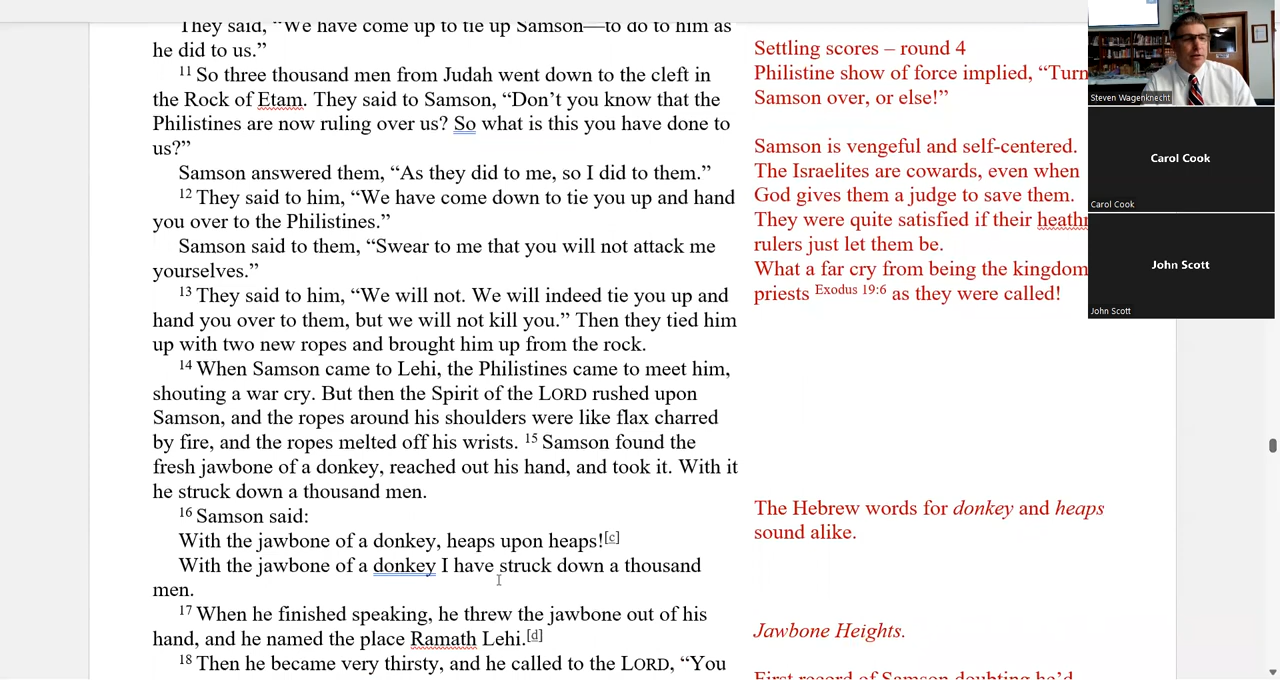 They said, “We have come up to tie up Samson—to do to him as
he did to us.”
11 So three thousand men from Judah went down to the cleft in
the Rock of Etam. They said to Samson, “Don’t you know that the
Philistines are now ruling over us? So what is this you have done to
us?”
Samson answered them, “As they did to me, so I did to them.”
12 They said to him, “We have come down to tie you up and hand
you over to the Philistines.”
Samson said to them, “Swear to me that you will not attack me
yourselves.”
13 They said to him, “We will not. We will indeed tie you up and
hand you over to them, but we will not kill you.” Then they tied him
up with two new ropes and brought him up from the rock.
14 When Samson came to Lehi, the Philistines came to meet him,
shouting a war cry. But then the Spirit of the LORD rushed upon
Samson, and the ropes around his shoulders were like flax charred
by fire, and the ropes melted off his wrists. 15 Samson found the
fresh jawbone of a donkey, reached out his hand, and took it. With it
he struck down a thousand men.
16 Samson said:
With the jawbone of a donkey, heaps upon heaps![c]
With the jawbone of a donkey I have struck down a thousand
men.
17 When he finished speaking, he threw the jawbone out of his
hand, and he named the place Ramath Lehi.[d]
18 Then he became very thirsty, and he called to the LORD, “You
Settling scores – round 4
Philistine show of force implied, “Turn
Samson over, or else!”
Samson is vengeful and self-centered.
The Israelites are cowards, even when
God gives them a judge to save them.
They were quite satisfied if their
rulers just let them be.
What a far cry from being the kingdom
priests Exodus 19:6 as they were called!
The Hebrew words for donkey and heaps
sound alike.
Jawbone Heights.
First record of Samson doubting he’d
Steven Wagenknecht
Carol Cook
Carol Cook
John Scott
John Scott